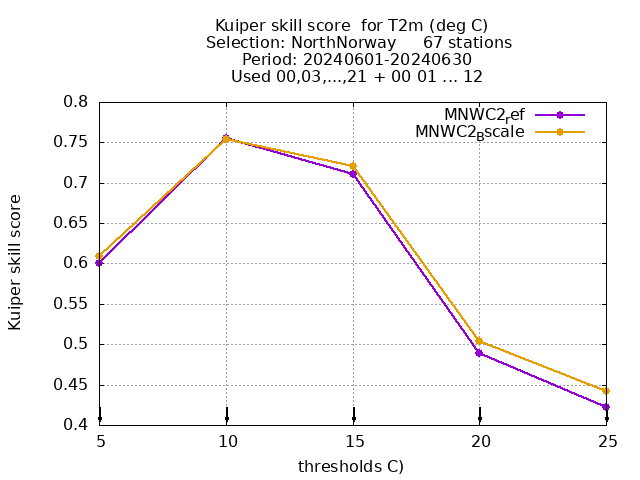 Kuiper skill score  for T2m (deg C)
Selection: NorthNorway     67 stations
Period: 20240601-20240630
Used 00,03,...,21 + 00 01 ... 12
MNWC2ref
MNWC2Bscale
0.8
0.75
0.7
0.65
0.6
0.55
0.5
0.45
0.4
Kuiper skill score
5 10 15 20 25
thresholds C)